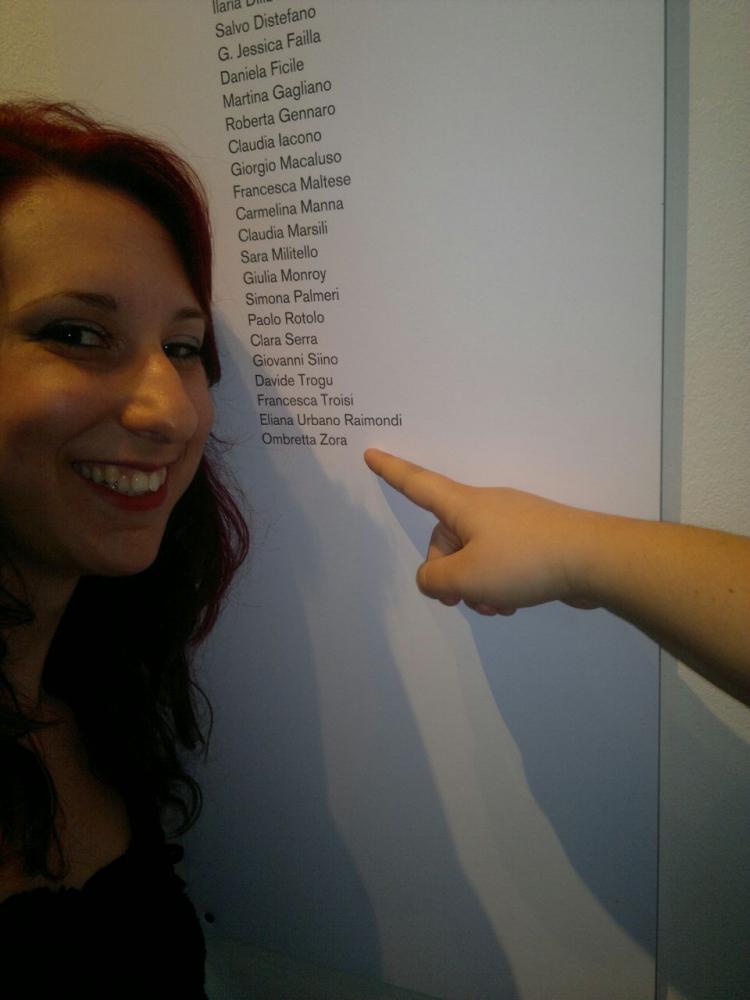 Ilaria
Salvo Distefano
G. Jessica Failla
Daniela Ficile
Martina Gagliano
Roberta Gennaro
Claudia Iacono
Giorgio Macaluso
Francesca Maltese
Carmelina Manna
Claudia Marsili
Sara Militello
Giulia Monroy
Simona Palmeri
Paolo Rotolo
Clara Serra
Giovanni Siino
Davide Trogu
Francesca Troisi
Eliana Urbano Raimondi
Ombretta Zora